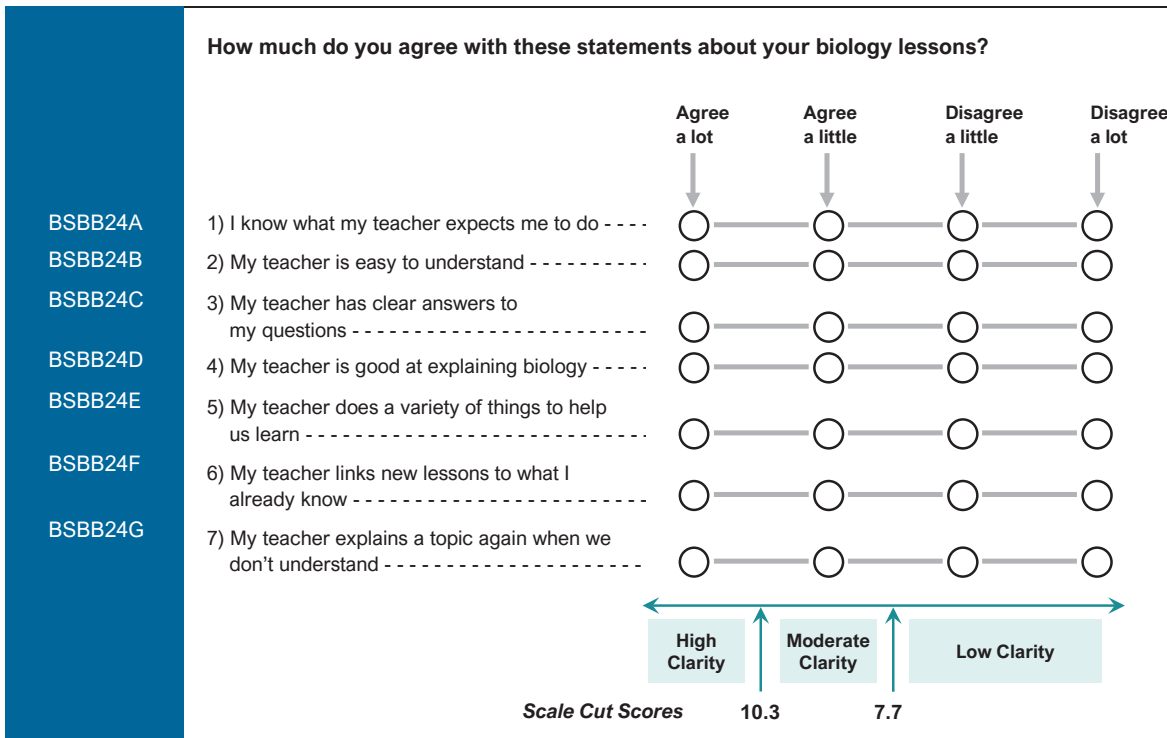 How much do you agree with these statements about your biology lessons?
Agree a lot
Agree a little
Disagree a little
Disagree a lot
BSBB24A 1) I know what my teacher expects me to do - - - -
BSBB24B 2) My teacher is easy to understand - - - - - - - - - -
BSBB24C 3) My teacher has clear answers to
my questions - - - - - - - - - - - - - - - - - - - - - - - -
BSBB24D 4) My teacher is good at explaining biology - - - - -
BSBB24E 5) My teacher does a variety of things to help
us learn - - - - - - - - - - - - - - - - - - - - - - - - - - - -
BSBB24F 6) My teacher links new lessons to what I
already know - - - - - - - - - - - - - - - - - - - - - - - -
BSBB24G 7) My teacher explains a topic again when we
don’t understand - - - - - - - - - - - - - - - - - - - - -
High
Clarity
Moderate
Clarity
Low Clarity
Scale Cut Scores 10.3 7.7